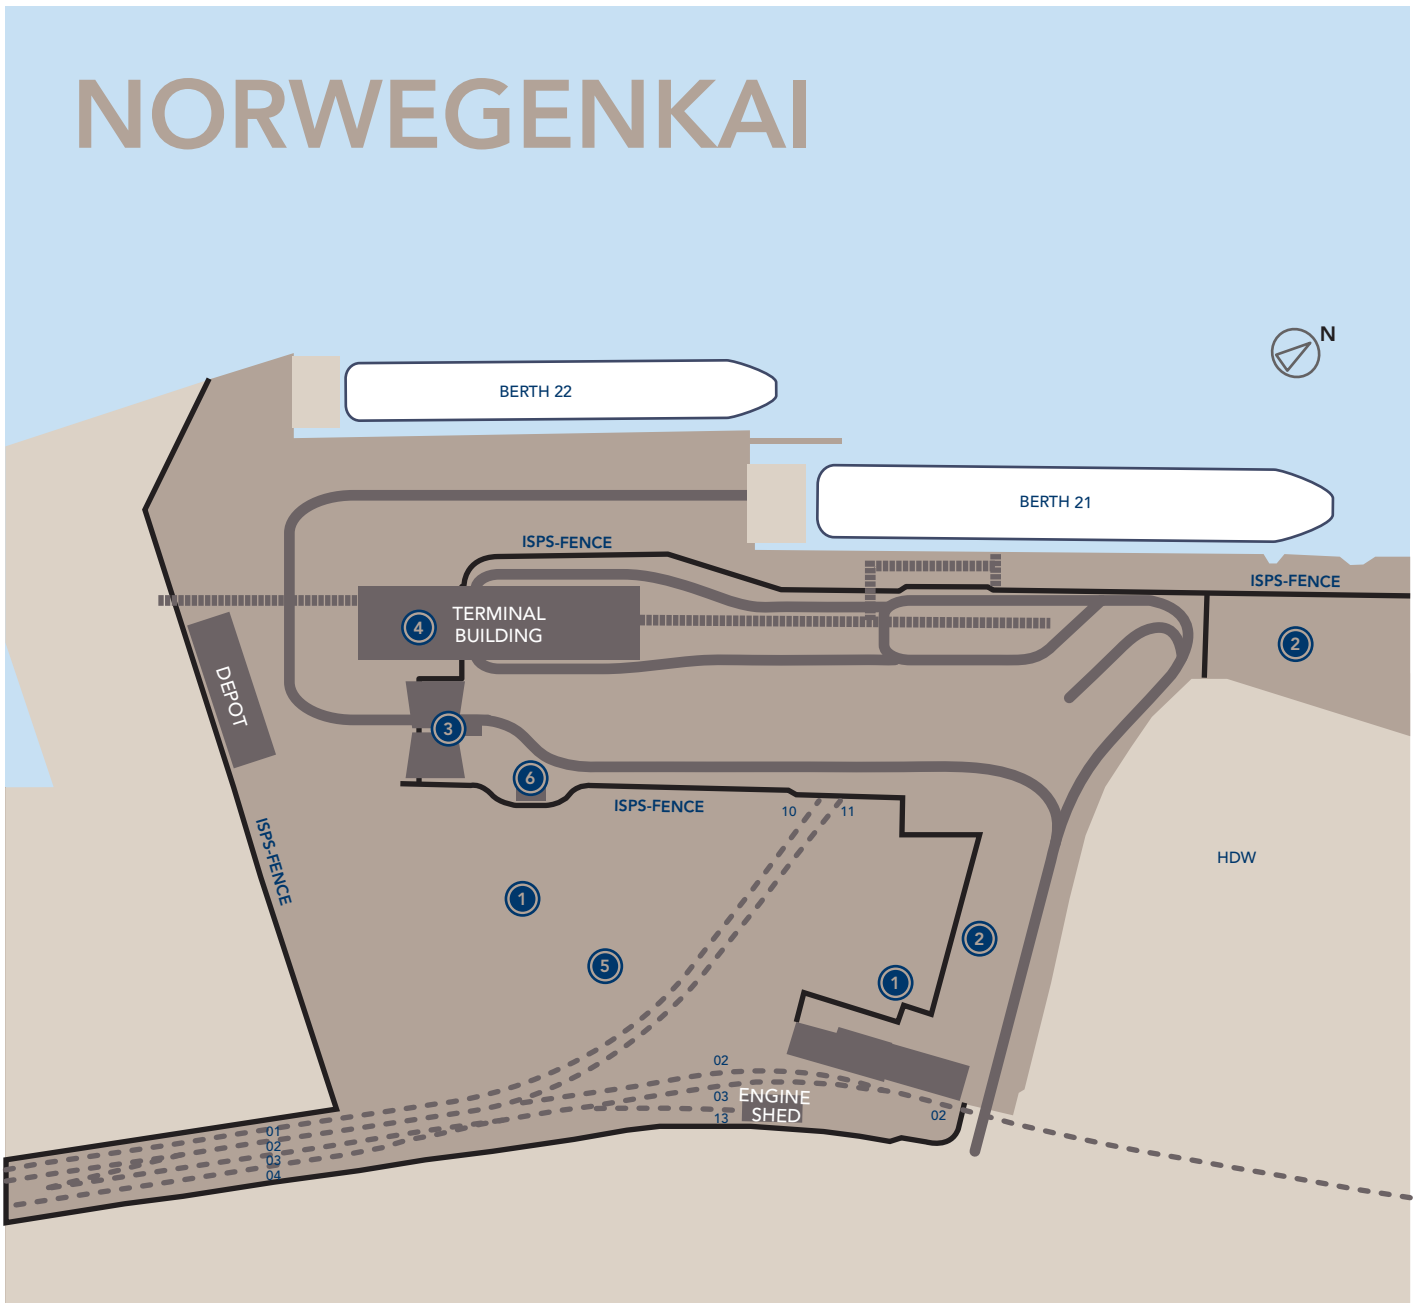 NORWEGENKAI
N
BERTH 22
BERTH 21
ISPS-FENCE
ISPS-FENCE
4
TERMINAL
BUILDING
2
DEPOT
3
6
ISPS-FENCE
10
11
ISPS-FENCE
HDW
1
2
5
1
02
03
ENGINE
SHED
13
02
01
02
03
04